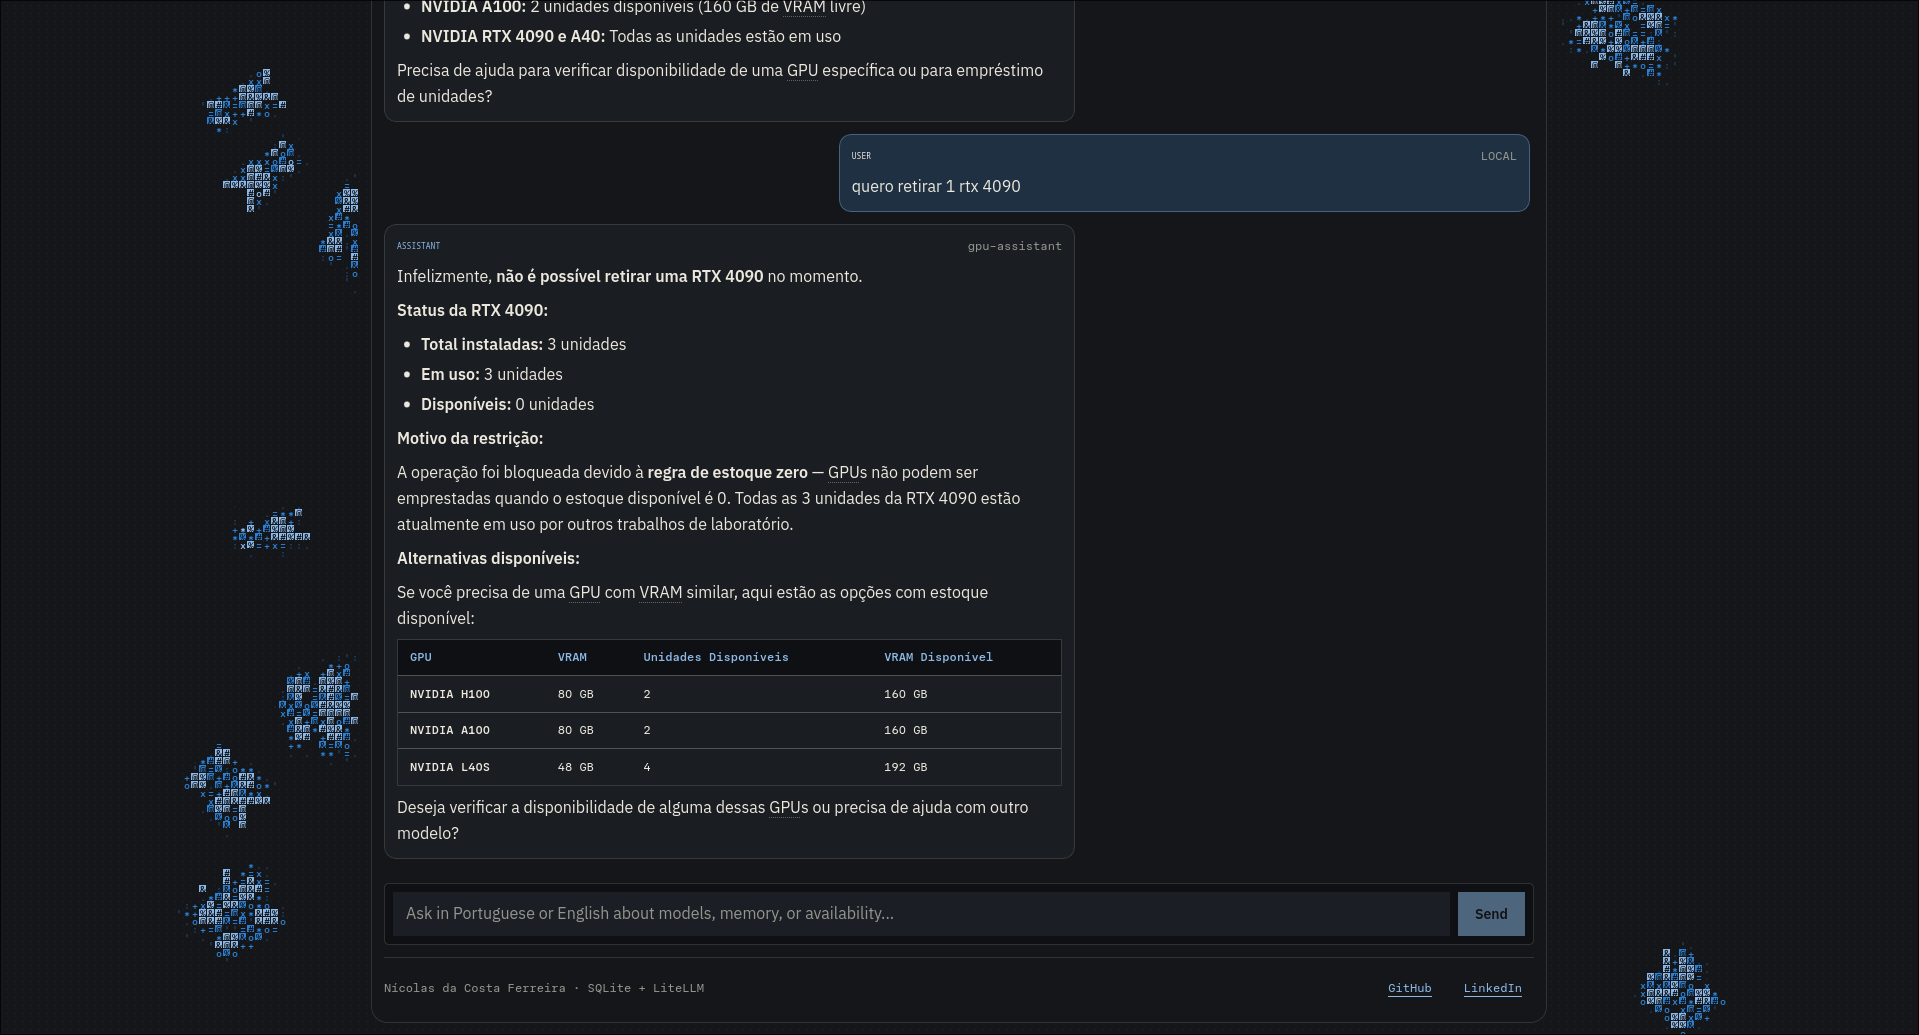 NVIDIA A100: 2 unidades disponíveis (160 GB de VRAM livre)
NVIDIA RTX 4090 e A40: Todas as unidades estão em uso
Precisa de ajuda para verificar disponibilidade de uma GPU específica ou para empréstimo
de unidades?
USER LOCAL
quero retirar 1 rtx 4090
ASSISTANT gpu-assistant
Infelizmente, não é possível retirar uma RTX 4090 no momento.
Status da RTX 4090:
Total instaladas: 3 unidades
Em uso: 3 unidades
Disponíveis: 0 unidades
Motivo da restrição:
A operação foi bloqueada devido à regra de estoque zero — GPUs não podem ser
emprestadas quando o estoque disponível é 0. Todas as 3 unidades da RTX 4090 estão
atualmente em uso por outros trabalhos de laboratório.
Alternativas disponíveis:
Se você precisa de uma GPU com VRAM similar, aqui estão as opções com estoque
disponível:
GPU VRAM Unidades Disponíveis VRAM Disponível
NVIDIA H100 80 GB 2 160 GB
NVIDIA A100 80 GB 2 160 GB
NVIDIA L40S 48 GB 4 192 GB
Deseja verificar a disponibilidade de alguma dessas GPUs ou precisa de ajuda com outro
modelo?
Ask in Portuguese or English about models, memory, or availability...
Send
Nícolas da Costa Ferreira · SQLite + LiteLLM
GitHub LinkedIn